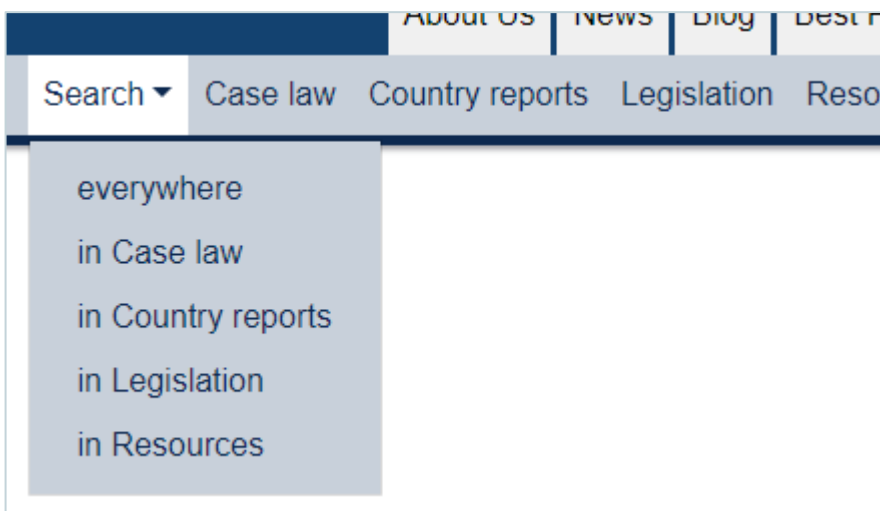 About Us News Blog Best
Search Case law Country reports Legislation
everywhere
in Case law
in Country reports
in Legislation
in Resources